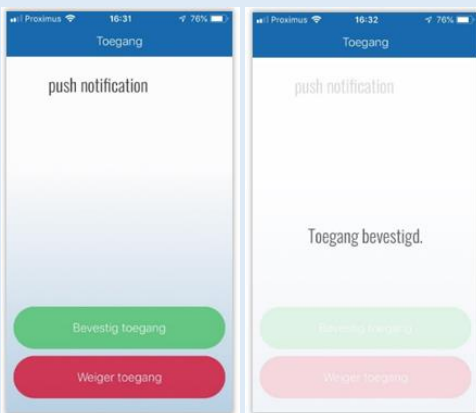 Proximus 16:31 76%
Toegang
push notification
Bevestig toegang
Weiger toegang
Proximus 16:32 76%
Toegang
push notification
Toegang bevestigd.
Bevestig toegang
Weiger toegang